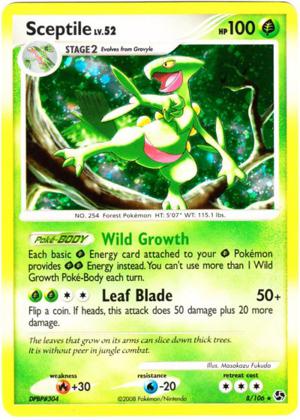 Sceptile LV.52
HP 100
STAGE 2 Evolves from Grovyle
NO. 254 Forest Pokémon HT: 5'07" WT: 115.1 lbs.
Poké-BODY Wild Growth
Each basic Energy card attached to your Pokémon
provides Energy instead. You can't use more than 1 Wild
Growth Poké-Body each turn.
Leaf Blade 50+
Flip a coin. If heads, this attack does 50 damage plus 20
more damage.
The leaves that grow on its arms can slice down thick trees.
It is without peer in jungle combat.
Illus. Masakazu Fukuda
weakness resistance retreat cost
+30 -20
DPBP#304 ©2008 Pokémon/Nintendo 8/106 ★